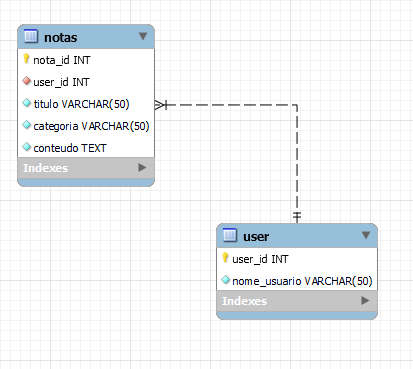 notas
nota_id INT
user_id INT
titulo VARCHAR(50)
categoria VARCHAR(50)
conteudo TEXT
Indexes
user
user_id INT
nome_usuario VARCHAR(50)
Indexes